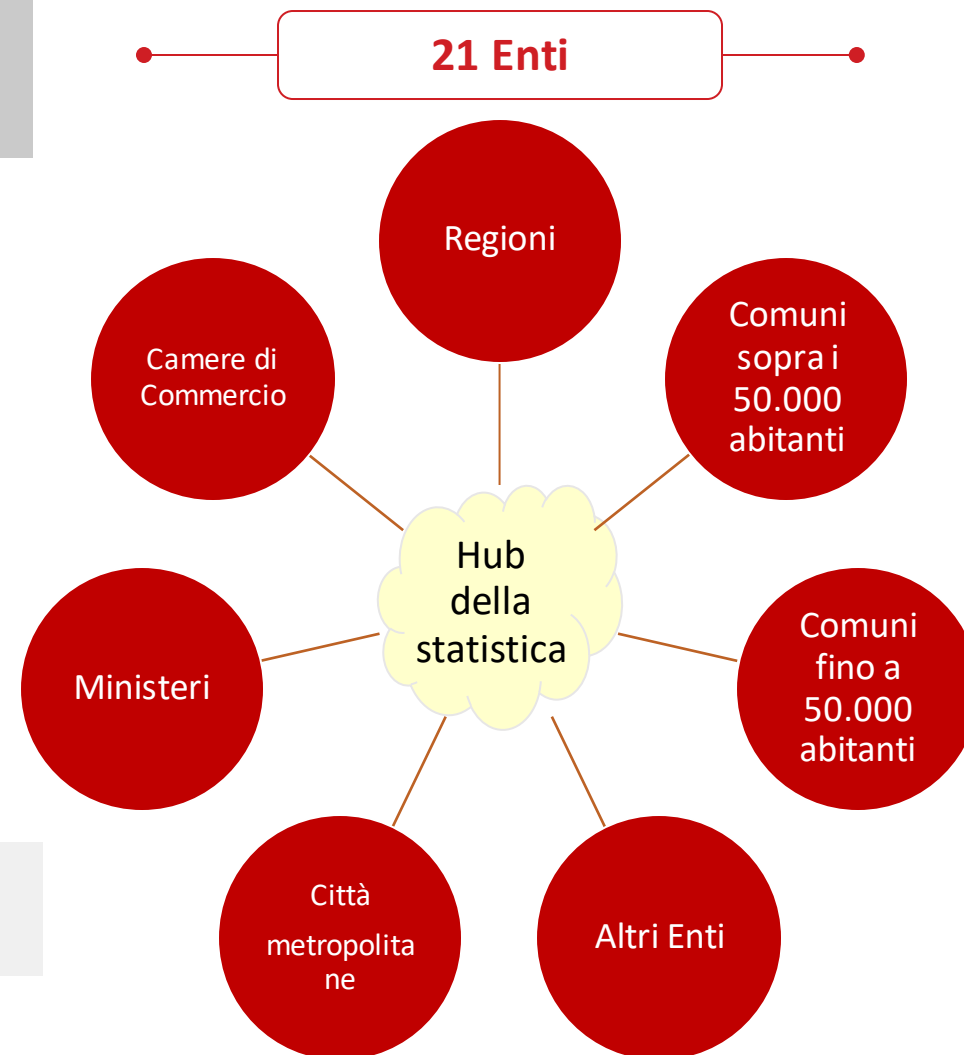 21 Enti
Regioni
Comuni
sopra i
50.000
abitanti
Camere di
Commercio
Hub
della
statistica
Comuni
fino a
50.000
abitanti
Ministeri
Città
metropolita
ne
Altri Enti